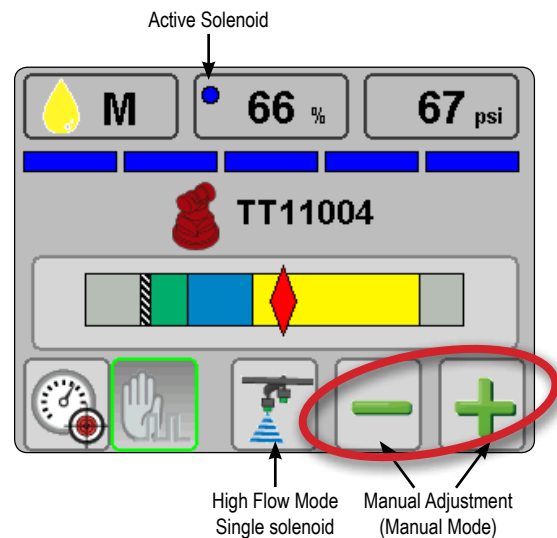 Active Solenoid
M
66 %
67 psi
TT11004
High Flow Mode
Single solenoid
Manual Adjustment
(Manual Mode)